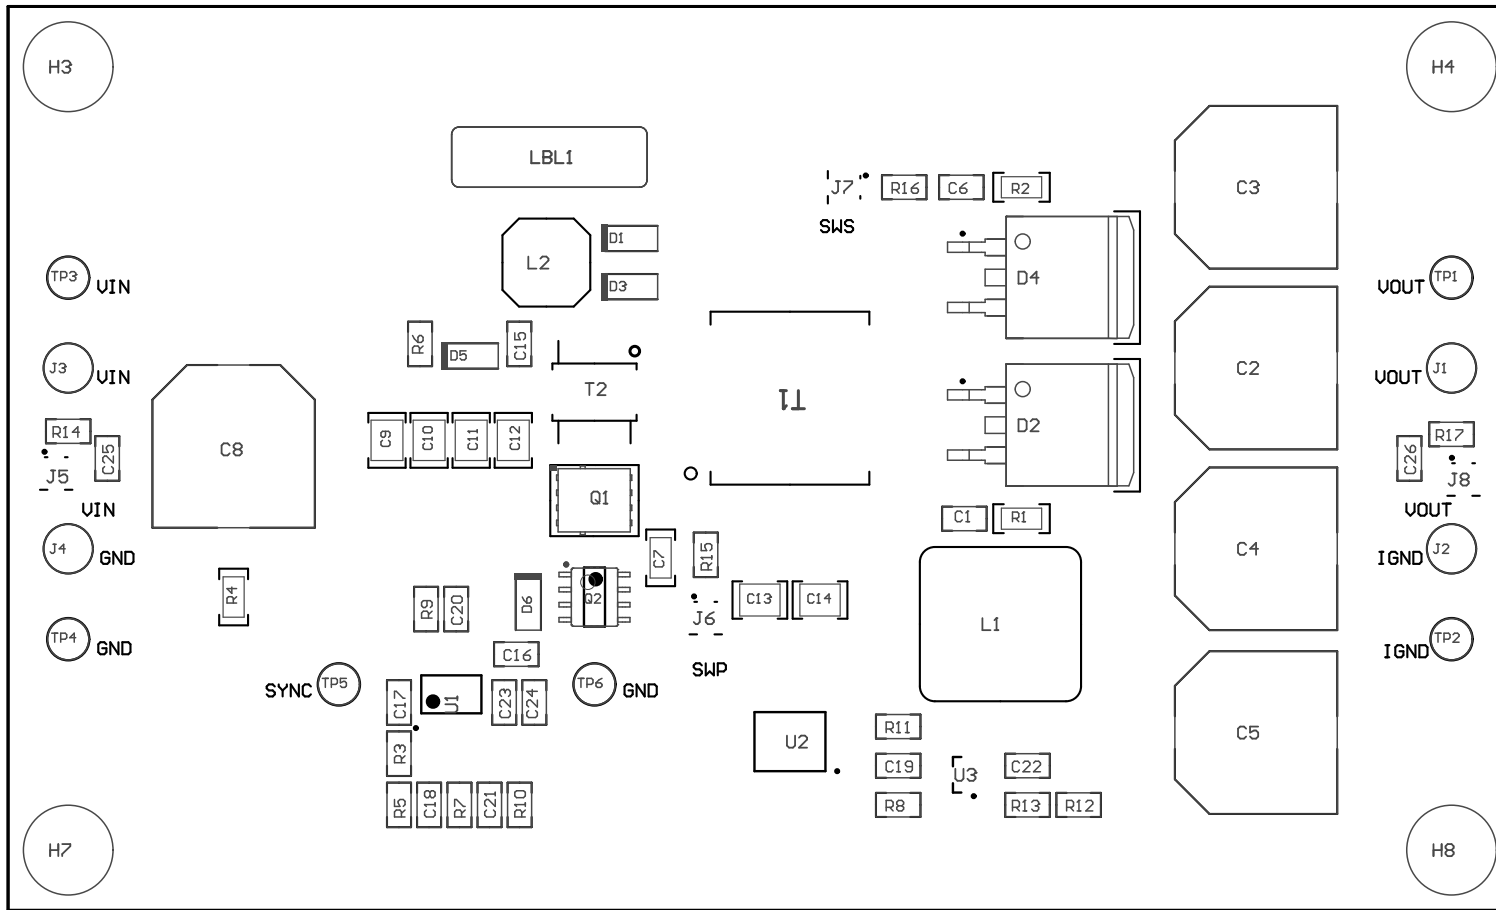 H3
H4
LBL1
J7
R16
C6
R2
C3
SWS
D1
L2
D3
D4
TP3
VIN
VOUT
TP1
R6
D5
C15
T2
T1
C2
J3
VIN
VOUT
J1
D2
R14
C25
J5
C8
C9
C10
C11
C12
R17
C26
J8
VIN
Q1
VOUT
C1
R1
J4
GND
C7
R15
C4
IGND
J2
R4
R9
C20
D6
Q2
J6
C13
C14
L1
TP4
GND
C16
SWP
IGND
TP2
SYNC
TP5
C17
U1
C23
C24
TP6
GND
R3
U2
R11
C5
C19
U3
C22
R5
C18
R7
C21
R10
R8
R13
R12
H7
H8